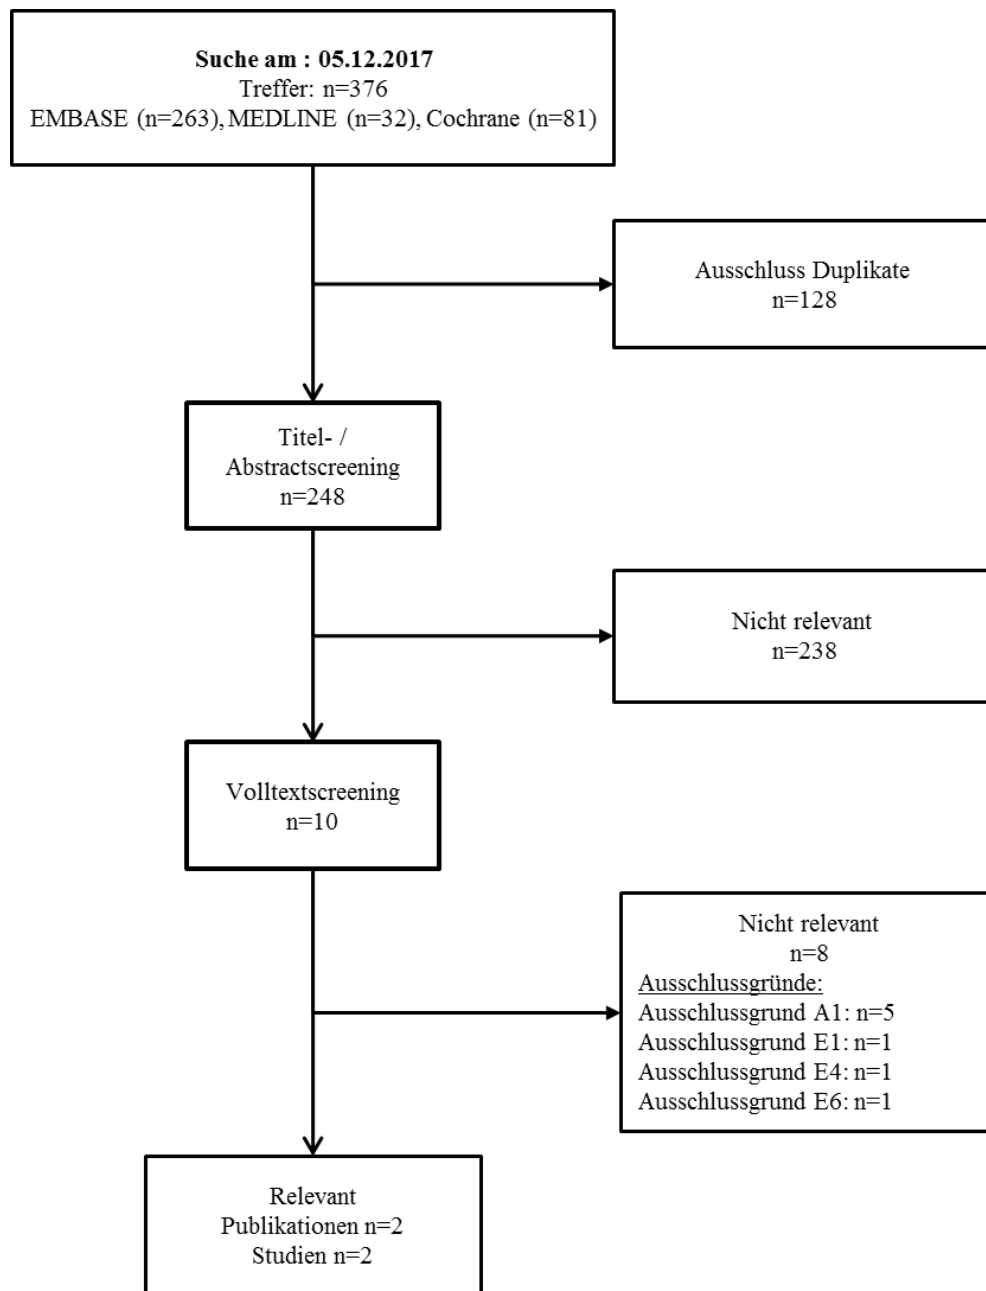 Suche am : 05.12.2017
Treffer: n=376
EMBASE (n=263), MEDLINE (n=32), Cochrane (n=81)
Ausschluss Duplikate
n=128
Titel- /
Abstractscreening
n=248
Nicht relevant
n=238
Volltextscreening
n=10
Nicht relevant
n=8
Ausschlussgründe:
Ausschlussgrund A1: n=5
Ausschlussgrund E1: n=1
Ausschlussgrund E4: n=1
Ausschlussgrund E6: n=1
Relevant
Publikationen n=2
Studien n=2